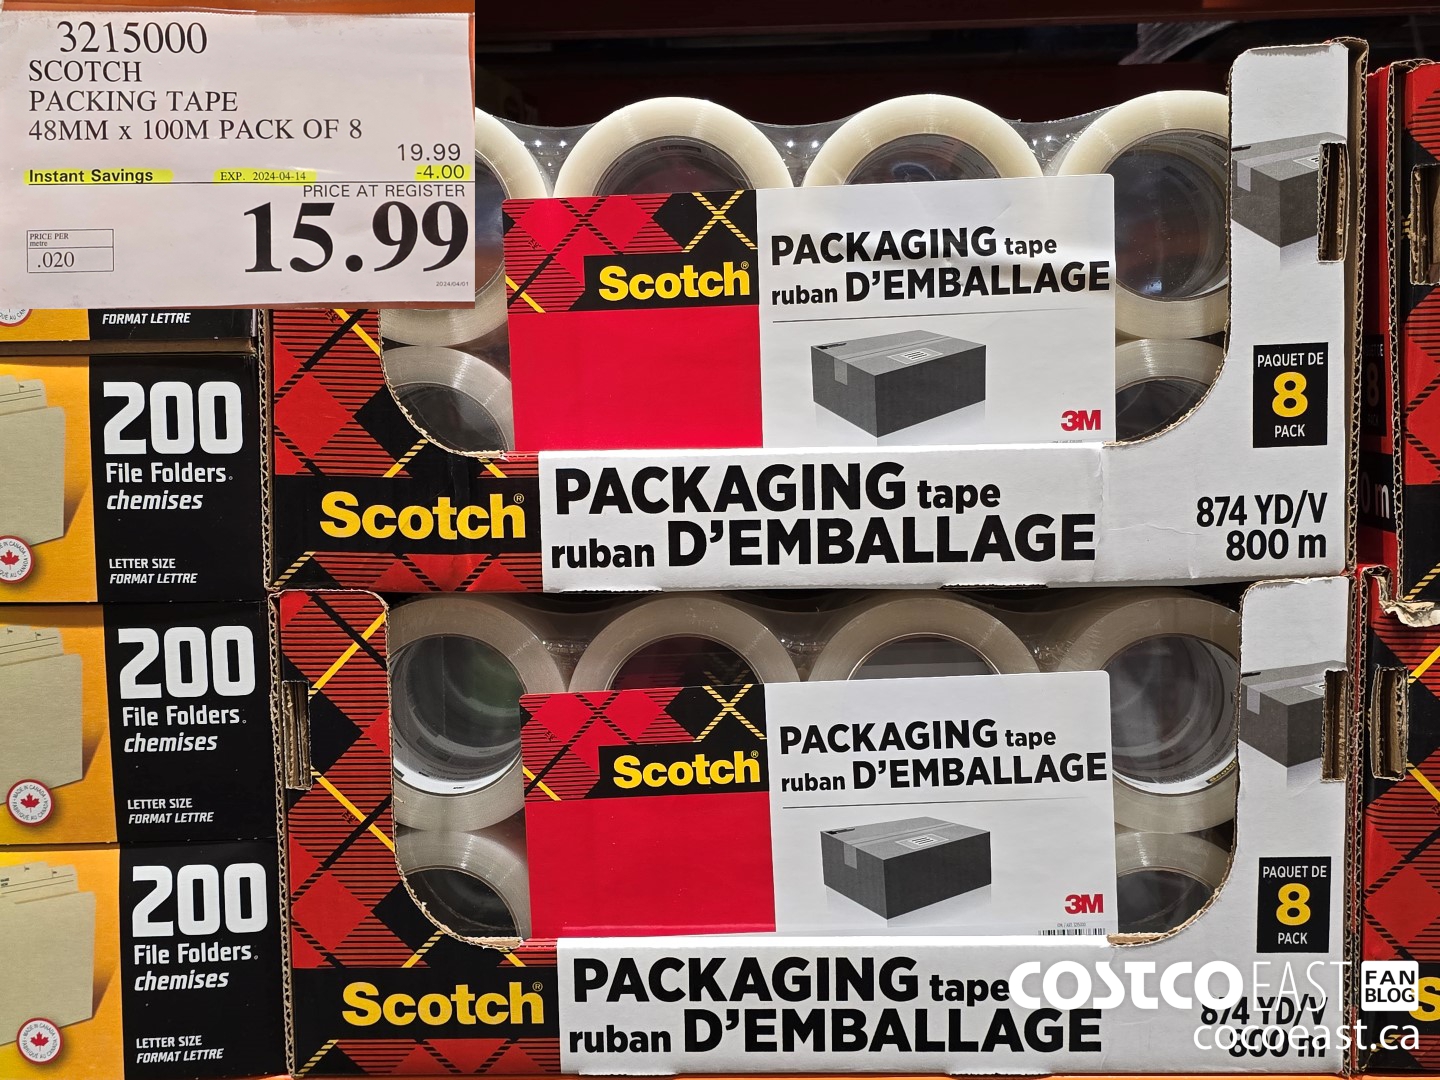 3215000
SCOTCH
PACKING TAPE
48MM x 100M PACK OF 8
19.99
Instant Savings EXP. 2024-04-14 -4.00
PRICE AT REGISTER
15.99
PRICE PER
metre
.020
2024/04/01
FORMAT LETTRE
200
File Folders
chemises
LETTER SIZE
FORMAT LETTRE
200
File Folders
chemises
LETTER SIZE
FORMAT LETTRE
200
File Folders
chemises
LETTER SIZE
FORMAT LETTRE
Scotch®
PACKAGING tape
ruban D'EMBALLAGE
3M
PAQUET DE
8
PACK
Scotch®
PACKAGING tape
ruban D'EMBALLAGE
874 YD/V
800 m
Scotch®
PACKAGING tape
ruban D'EMBALLAGE
3M
PAQUET DE
8
PACK
Scotch®
PACKAGING tape
ruban D'EMBALLAGE
874 YD/V
800 m
COSTCO EAST FAN BLOG
cocoeast.ca